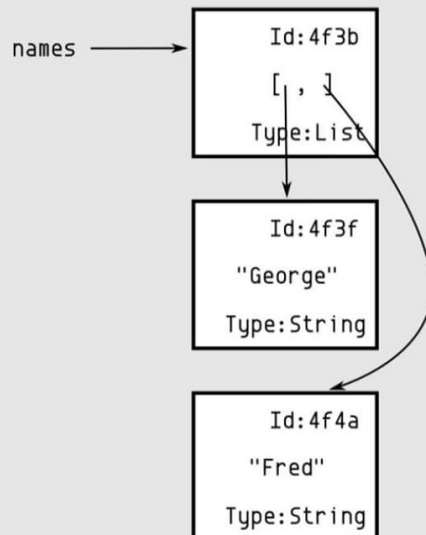 names
Id:4f3b
[ , ]
Type:List
Id:4f3f
"George"
Type:String
Id:4f4a
"Fred"
Type:String